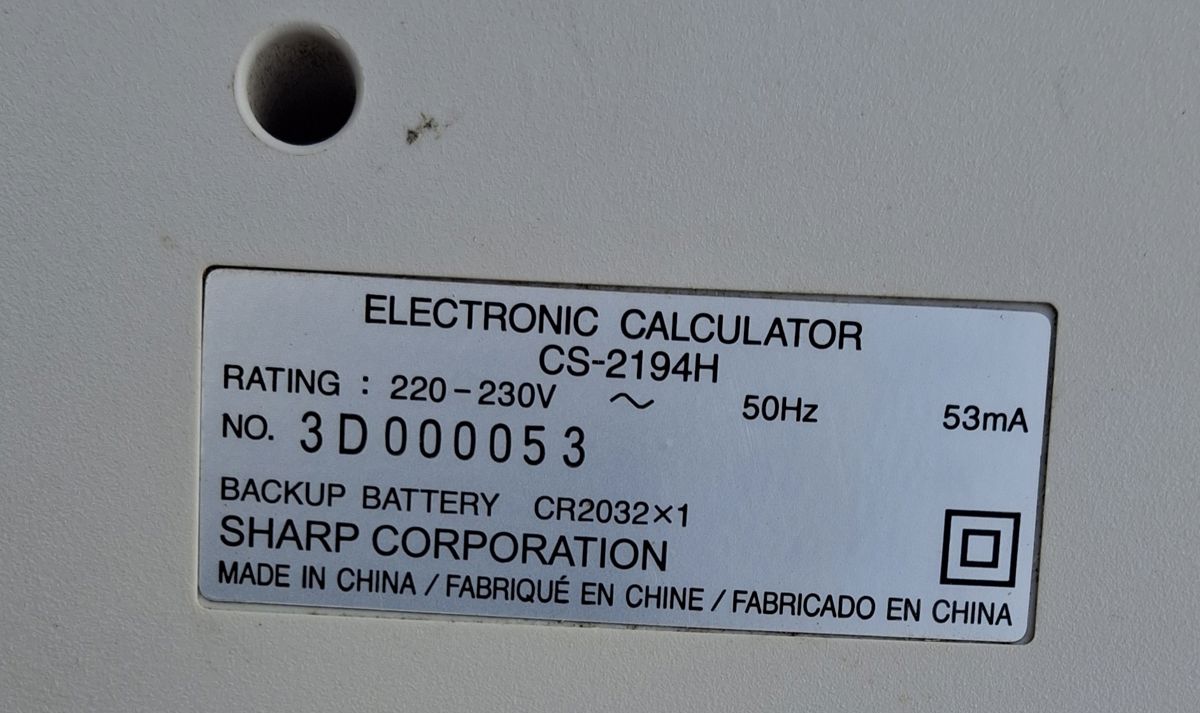 ELECTRONIC CALCULATOR
CS-2194H
RATING : 220-230V ~ 50Hz 53mA
NO. 3D000053
BACKUP BATTERY CR2032×1
SHARP CORPORATION
MADE IN CHINA / FABRIQUÉ EN CHINE / FABRICADO EN CHINA